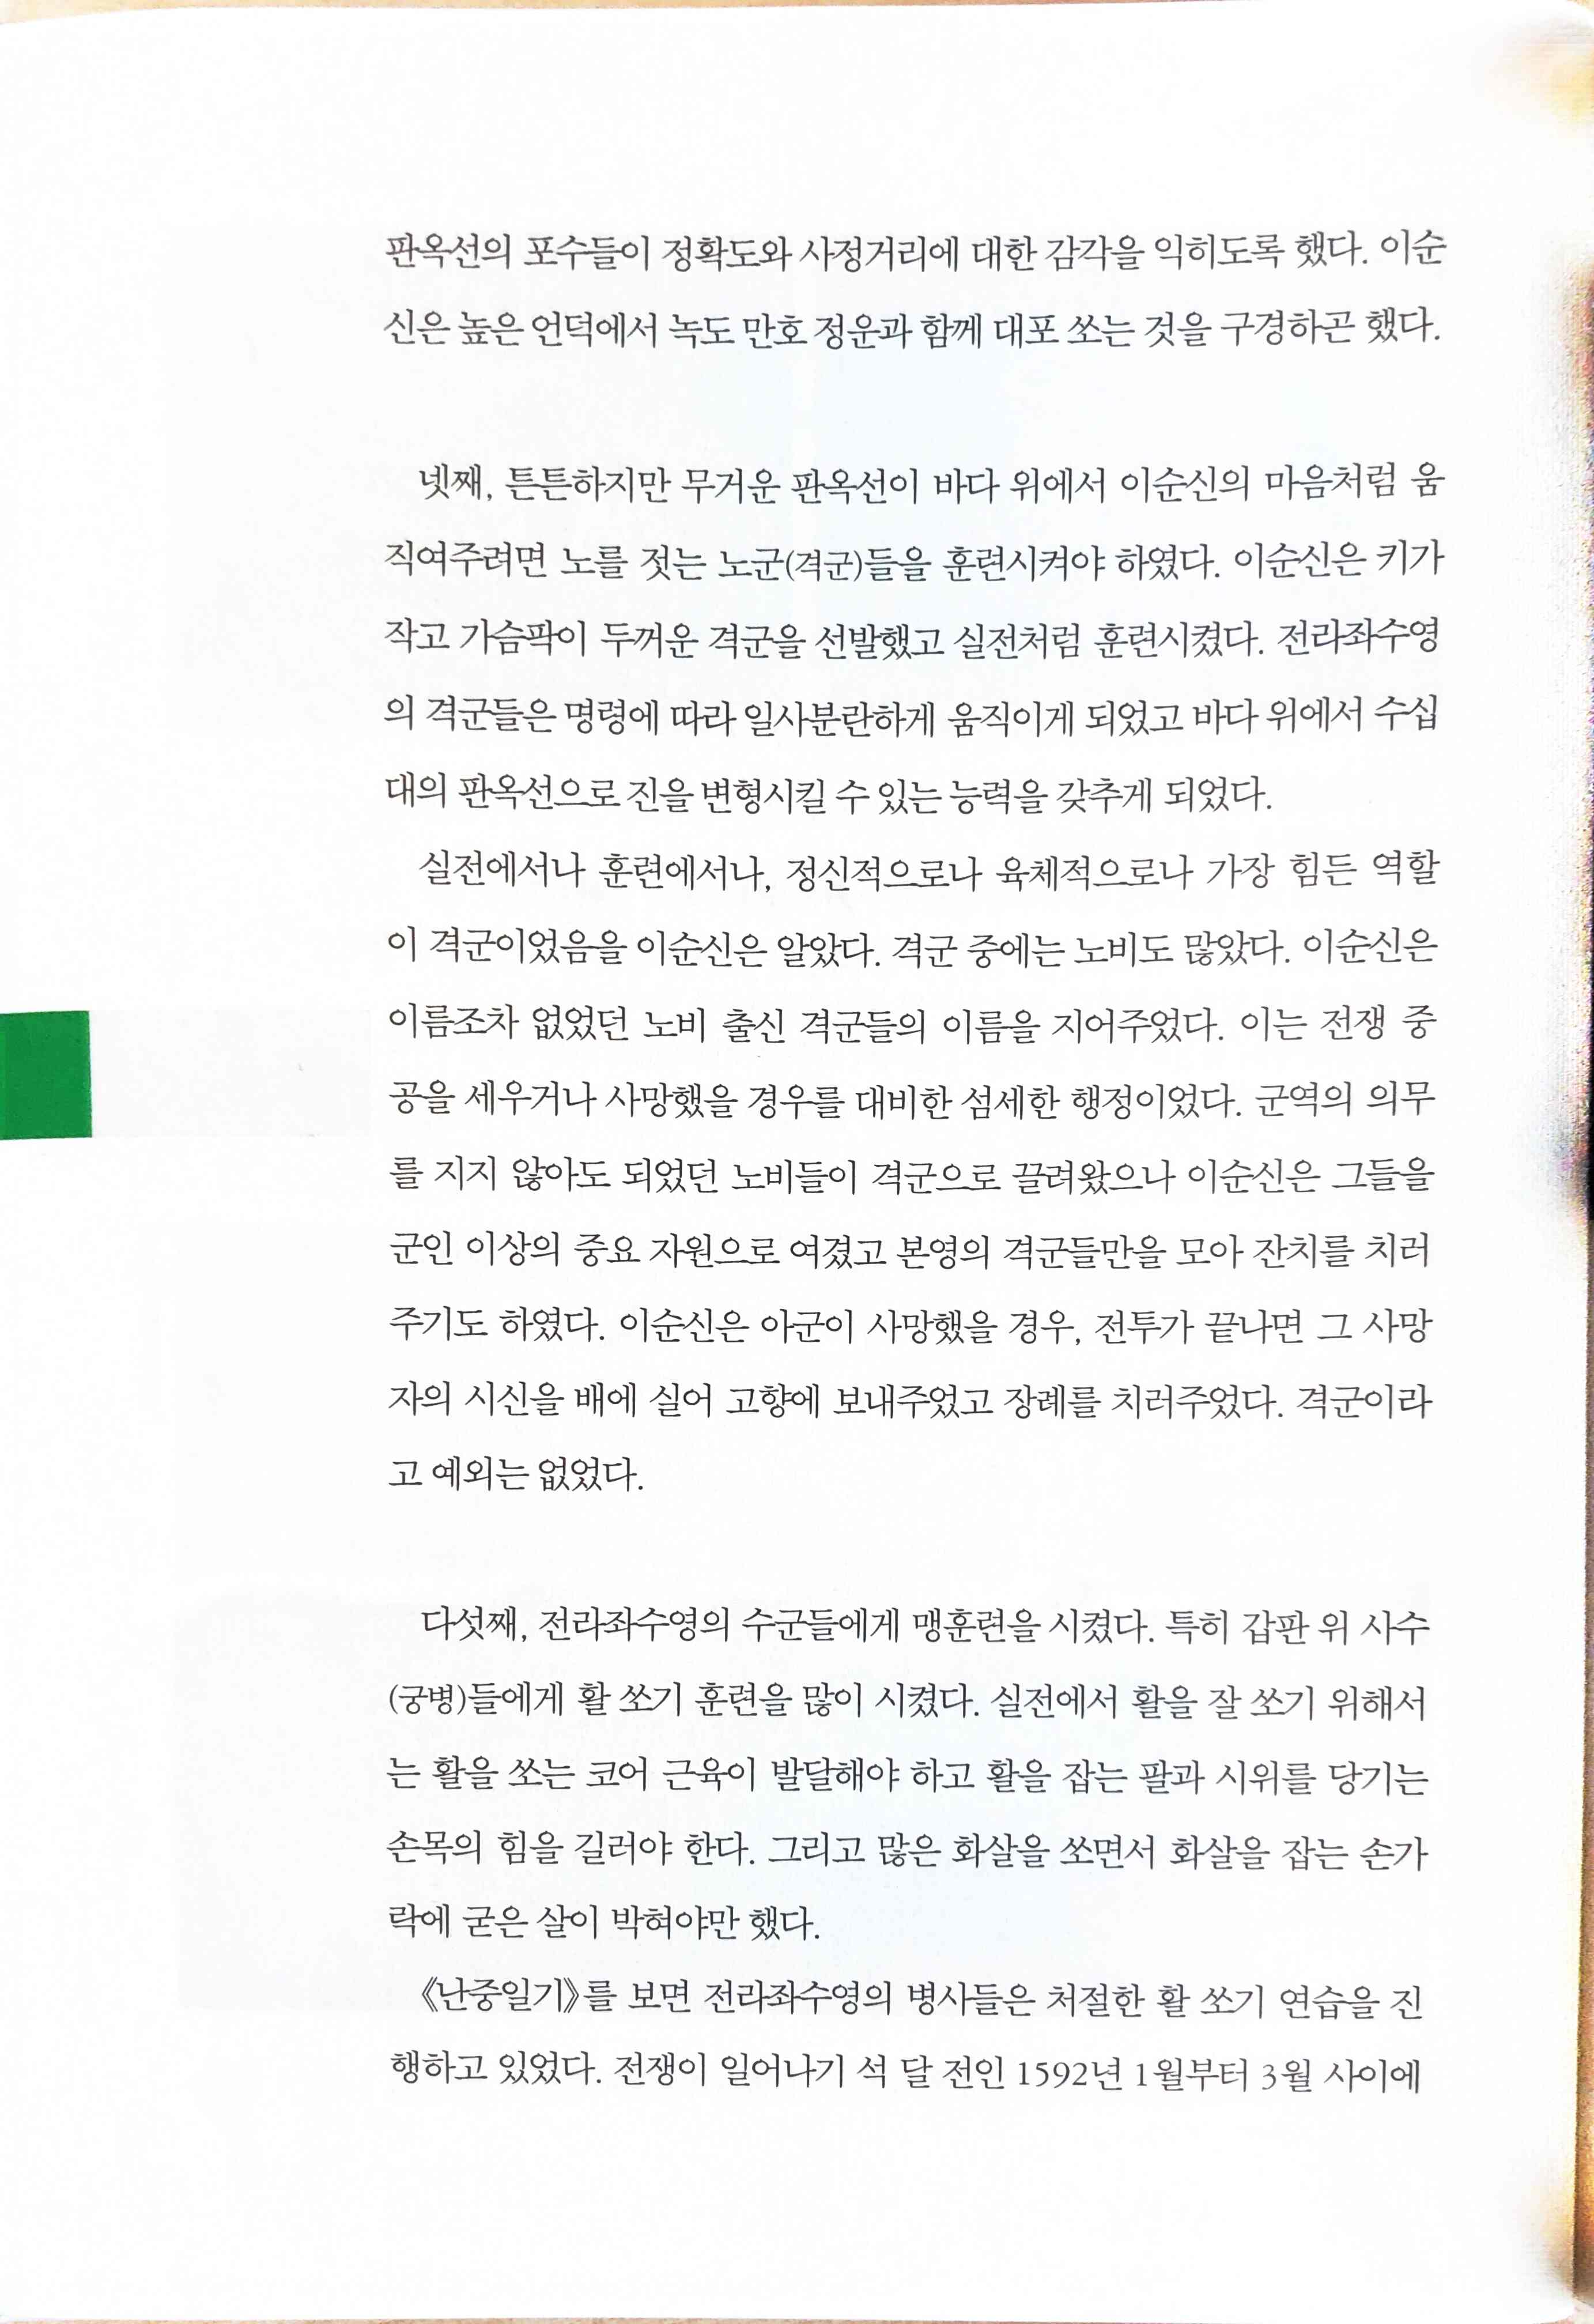 판옥선의 포수들이 정확도와 사정거리에 대한 감각을 익히도록 했다. 이순
신은 높은 언덕에서 녹도 만호 정운과 함께 대포 쏘는 것을 구경하곤 했다.
넷째, 튼튼하지만 무거운 판옥선이 바다 위에서 이순신의 마음처럼 움
직여주려면 노를 젓는 노군(격군)들을 훈련시켜야 하였다. 이순신은 키가
작고 가슴팍이 두꺼운 격군을 선발했고 실전처럼 훈련시켰다. 전라좌수영
의 격군들은 명령에 따라 일사분란하게 움직이게 되었고 바다 위에서 수십
대의 판옥선으로 진을 변형시킬 수 있는 능력을 갖추게 되었다.
실전에서나 훈련에서나, 정신적으로나 육체적으로나 가장 힘든 역할
이 격군이었음을 이순신은 알았다. 격군 중에는 노비도 많았다. 이순신은
이름조차 없었던 노비 출신 격군들의 이름을 지어주었다. 이는 전쟁 중
공을 세우거나 사망했을 경우를 대비한 섬세한 행정이었다. 군역의 의무
를 지지 않아도 되었던 노비들이 격군으로 끌려왔으나 이순신은 그들을
군인 이상의 중요 자원으로 여겼고 본영의 격군들만을 모아 잔치를 치러
주기도 하였다. 이순신은 아군이 사망했을 경우, 전투가 끝나면 그 사망
자의 시신을 배에 실어 고향에 보내주었고 장례를 치러주었다. 격군이라
고 예외는 없었다.
다섯째, 전라좌수영의 수군들에게 맹훈련을 시켰다. 특히 갑판 위 사수
(궁병)들에게 활 쏘기 훈련을 많이 시켰다. 실전에서 활을 잘 쏘기 위해서
는 활을 쏘는 코어 근육이 발달해야 하고 활을 잡는 팔과 시위를 당기는
손목의 힘을 길러야 한다. 그리고 많은 화살을 쏘면서 화살을 잡는 손가
락에 굳은 살이 박혀야만 했다.
《난중일기》를 보면 전라좌수영의 병사들은 처절한 활 쏘기 연습을 진
행하고 있었다. 전쟁이 일어나기 석 달 전인 1592년 1월부터 3월 사이에